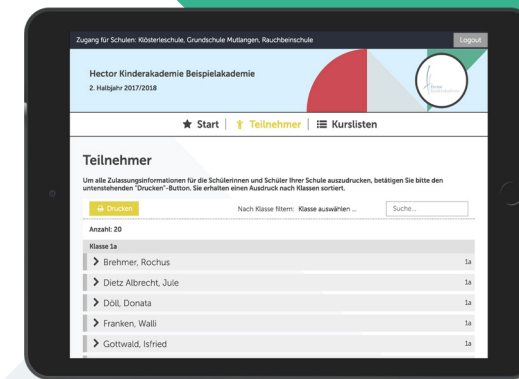 Zugang für Schulen: Klösterleschule, Grundschule Mutlangen, Rauchbeinschule
Logout
Hector Kinderakademie Beispielakademie
2. Halbjahr 2017/2018
Start | Teilnehmer | Kurslisten
Teilnehmer
Um alle Zulassungsinformationen für die Schülerinnen und Schüler Ihrer Schule auszudrucken, betätigen Sie bitte den
untenstehenden "Drucken"-Button. Sie erhalten einen Ausdruck nach Klassen sortiert.
Drucken
Nach Klasse filtern: Klasse auswählen ...
Suche...
Anzahl: 20
Klasse 1a
Brehmer, Rochus 1a
Dietz Albrecht, Jule 1a
Döll, Donata 1a
Franken, Walli 1a
Gottwald, Isfried 1a